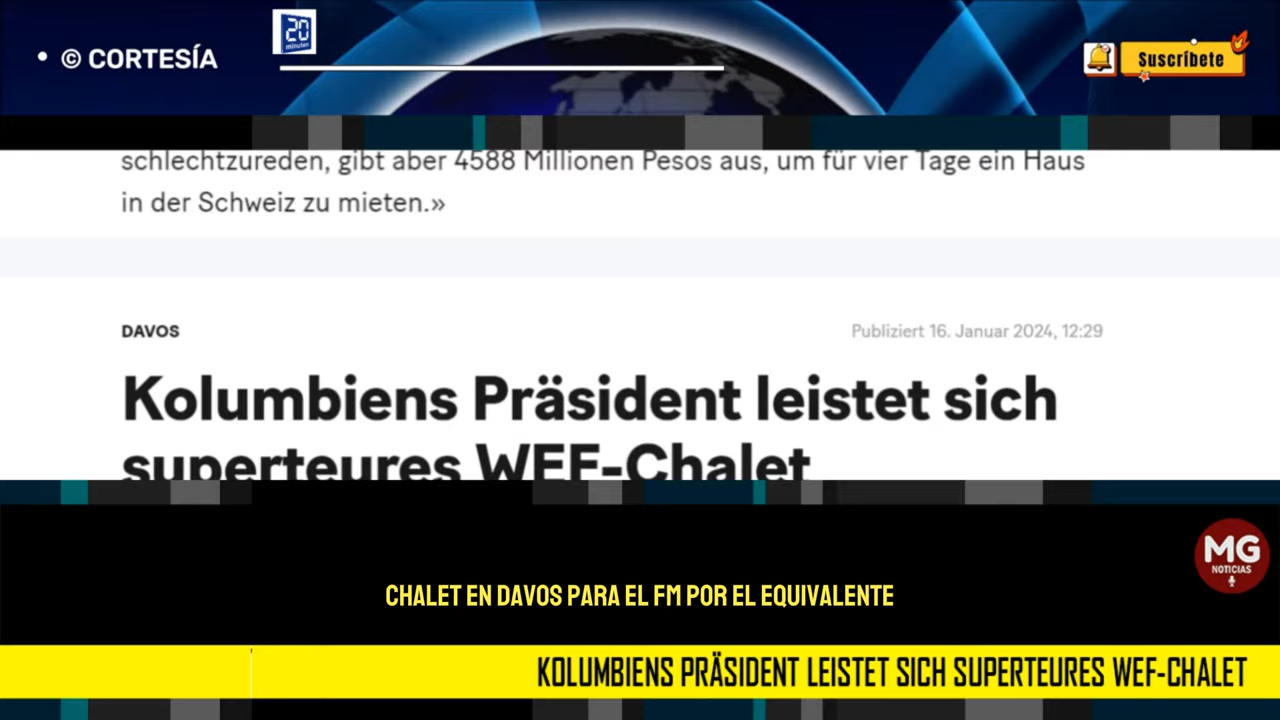 • © CORTESÍA
20
minuten
Suscríbete
schlechtzureden, gibt aber 4588 Millionen Pesos aus, um für vier Tage ein Haus
in der Schweiz zu mieten.»
DAVOS
Publiziert 16. Januar 2024, 12:29
Kolumbiens Präsident leistet sich
superteures WEF-Chalet
MG
NOTICIAS
CHALET EN DAVOS PARA EL FM POR EL EQUIVALENTE
KOLUMBIENS PRÄSIDENT LEISTET SICH SUPERTEURES WEF-CHALET